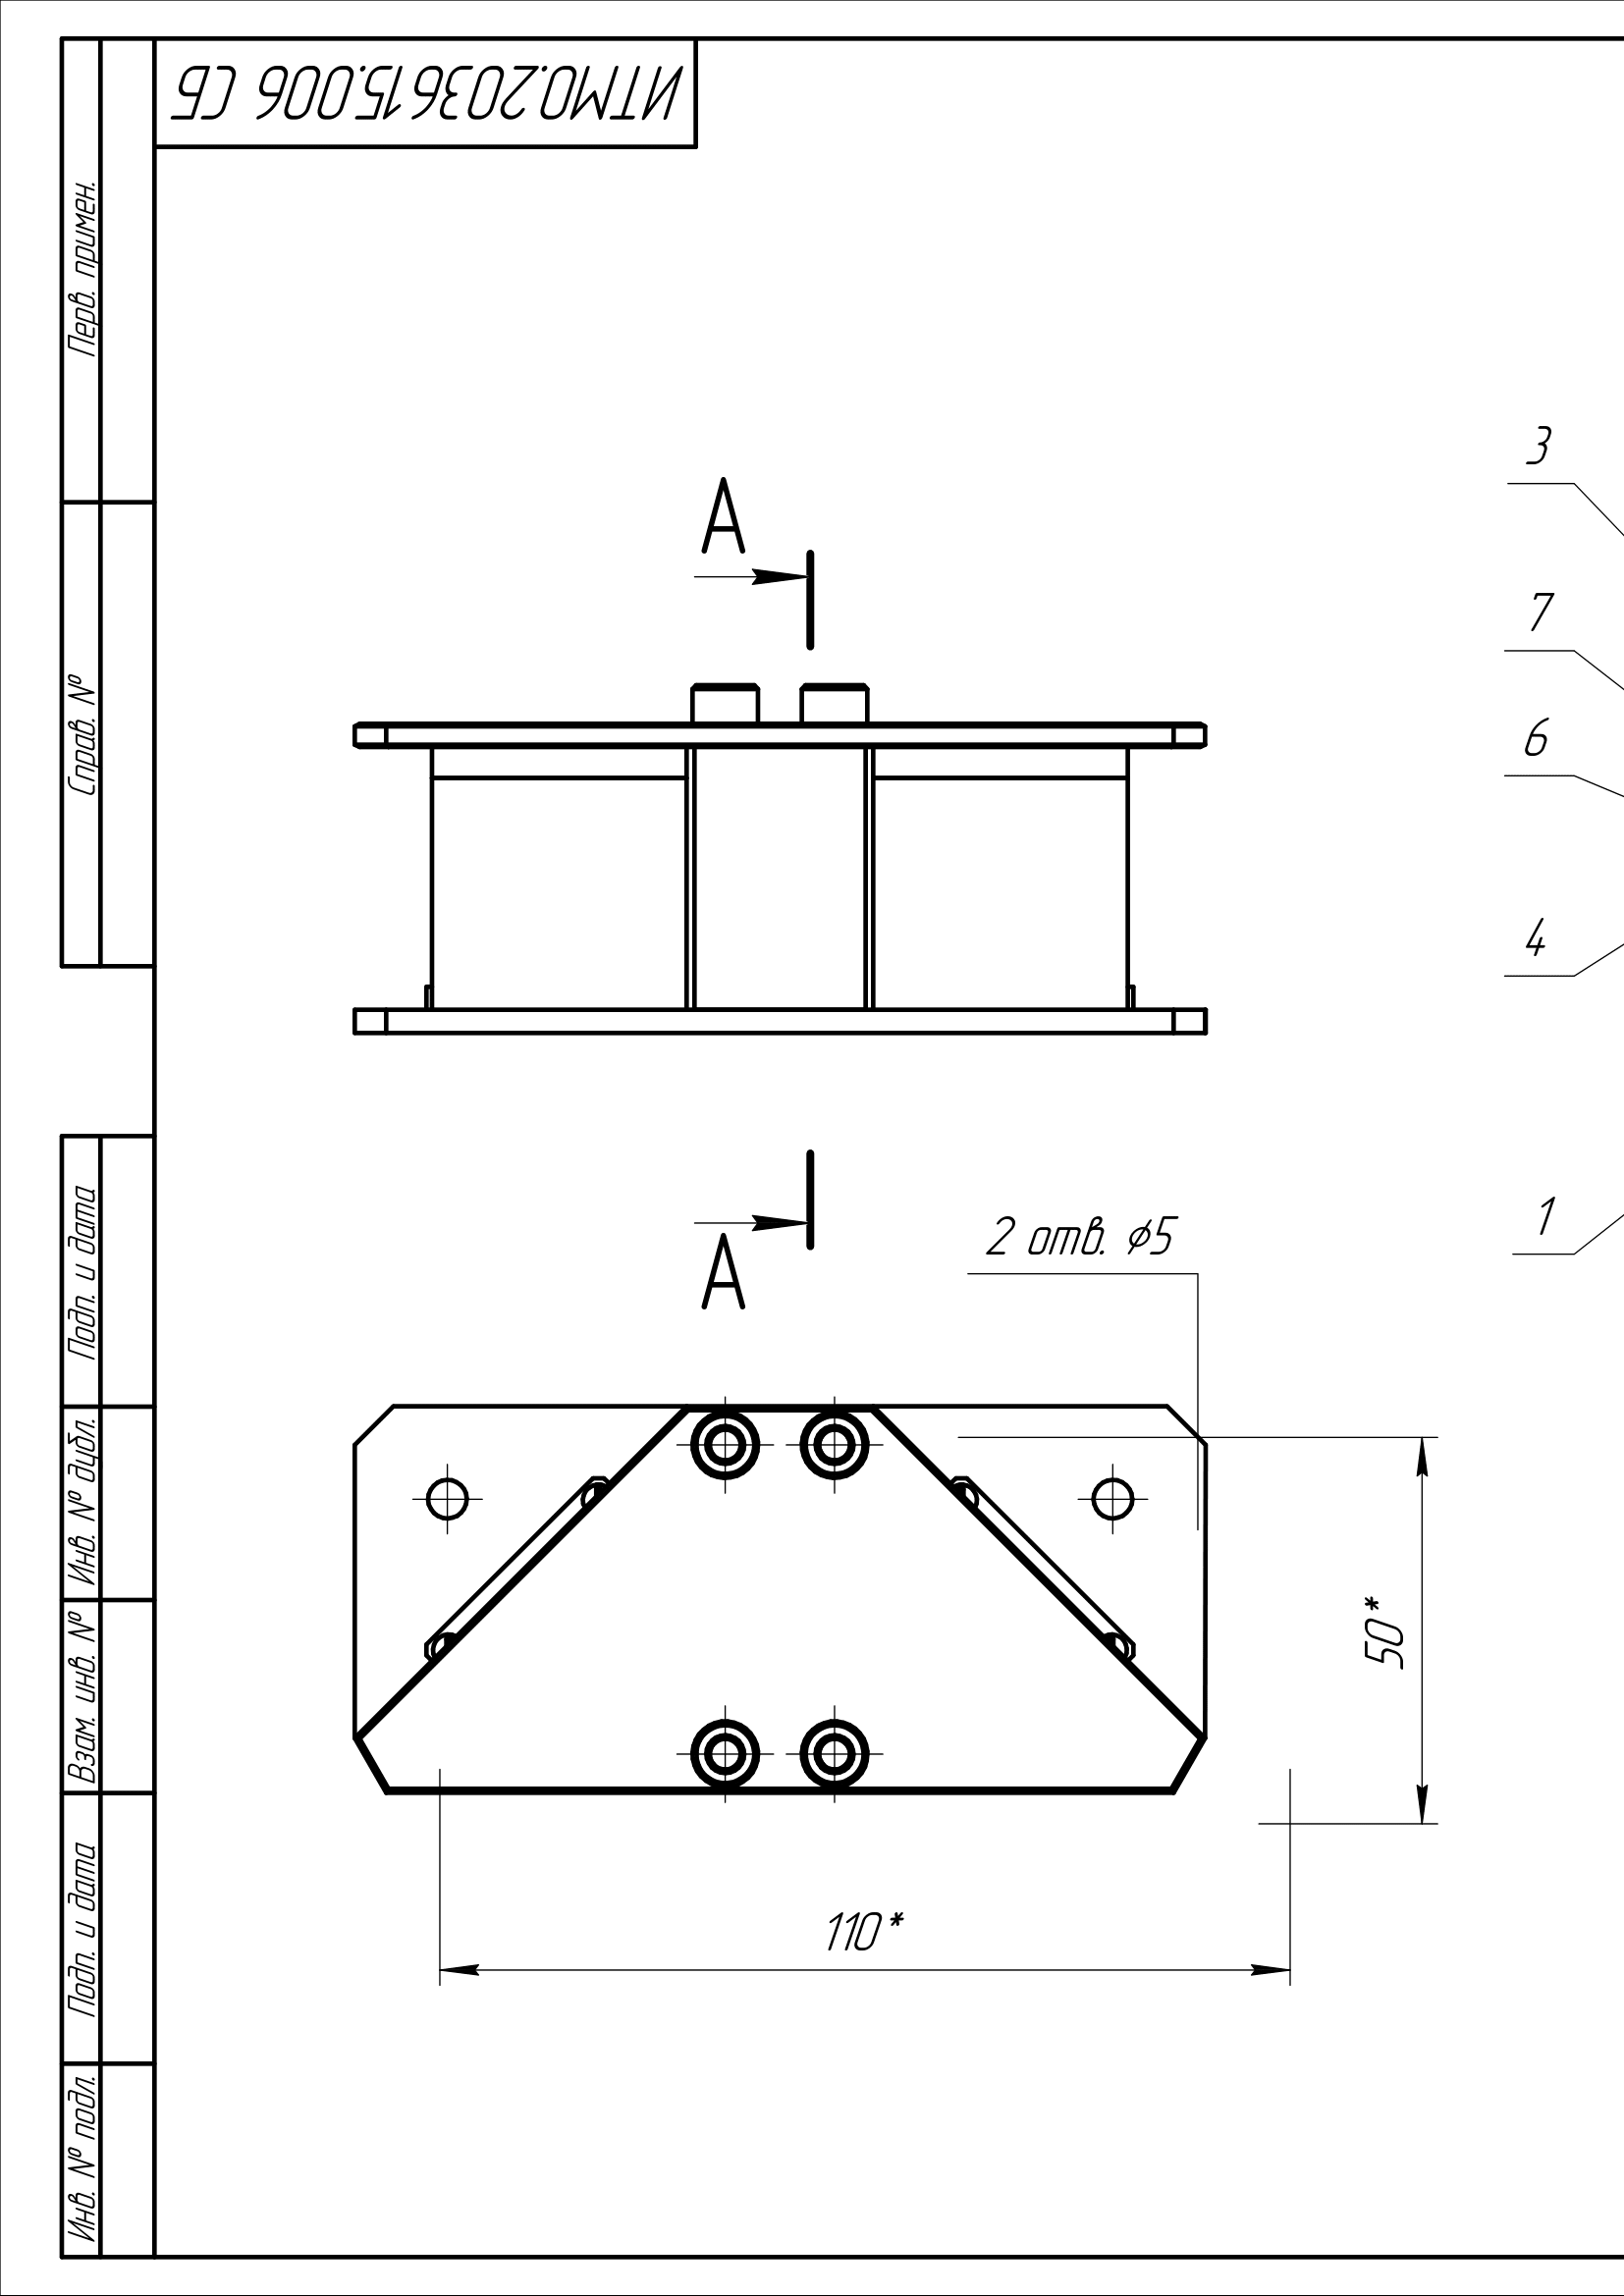 ИТМО.203615.006 СБ
Перв. примен.
Справ. №
Подп. и дата
Инв. № дубл.
Взам. инв. №
Подп. и дата
Инв. № подл.
А
А
3
7
6
4
1
2 отв. ⌀5
50*
110*